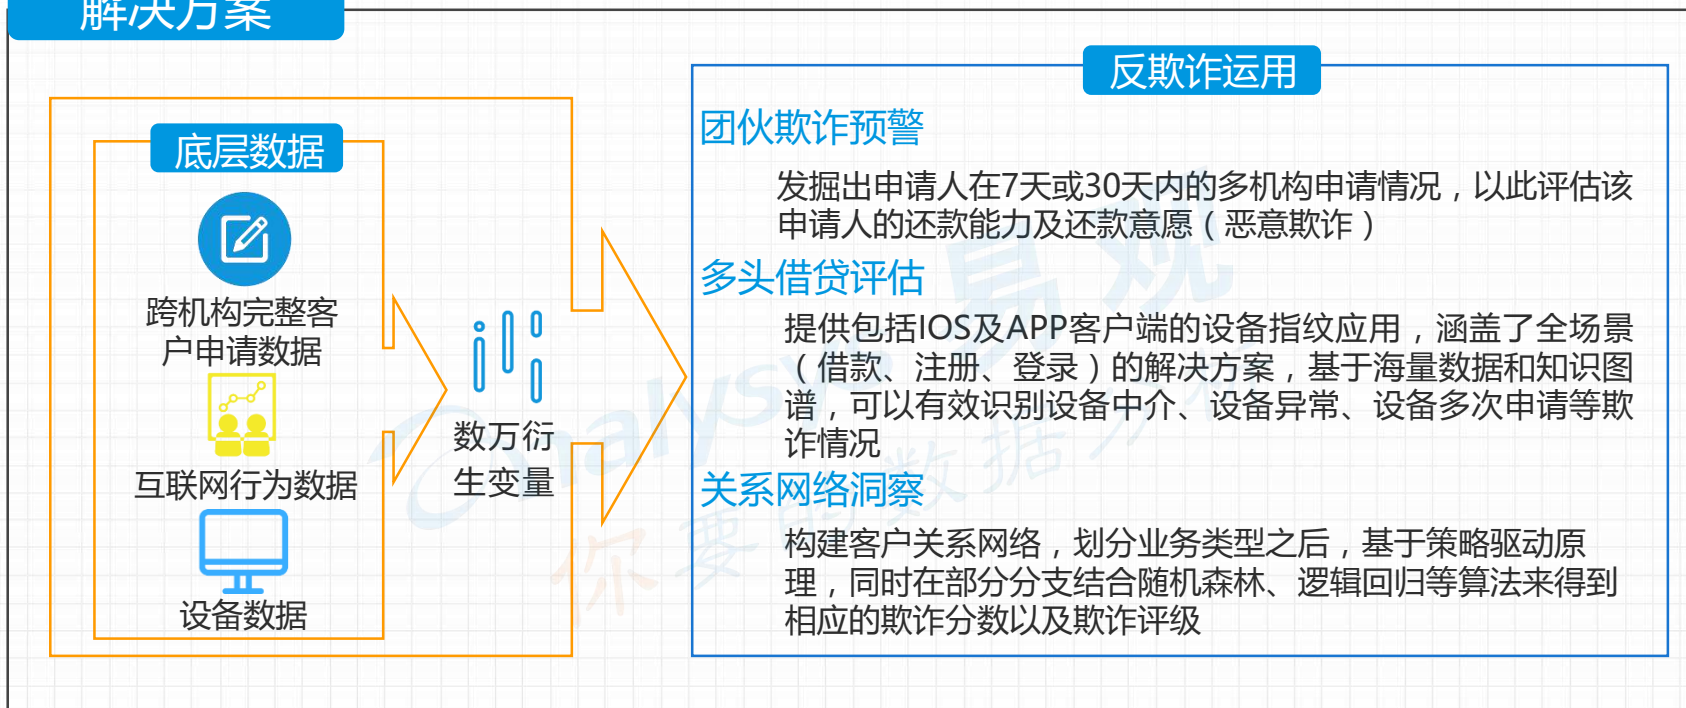 解决方案
反欺诈运用
底层数据
跨机构完整客
户申请数据
互联网行为数据
设备数据
数万衍
生变量
团伙欺诈预警
发掘出申请人在7天或30天内的多机构申请情况，以此评估该
申请人的还款能力及还款意愿（恶意欺诈）
多头借贷评估
提供包括IOS及APP客户端的设备指纹应用，涵盖了全场景
（借款、注册、登录）的解决方案，基于海量数据和知识图
谱，可以有效识别设备中介、设备异常、设备多次申请等欺
诈情况
关系网络洞察
构建客户关系网络，划分业务类型之后，基于策略驱动原
理，同时在部分分支结合随机森林、逻辑回归等算法来得到
相应的欺诈分数以及欺诈评级
analysys 易观
你要的数据分析